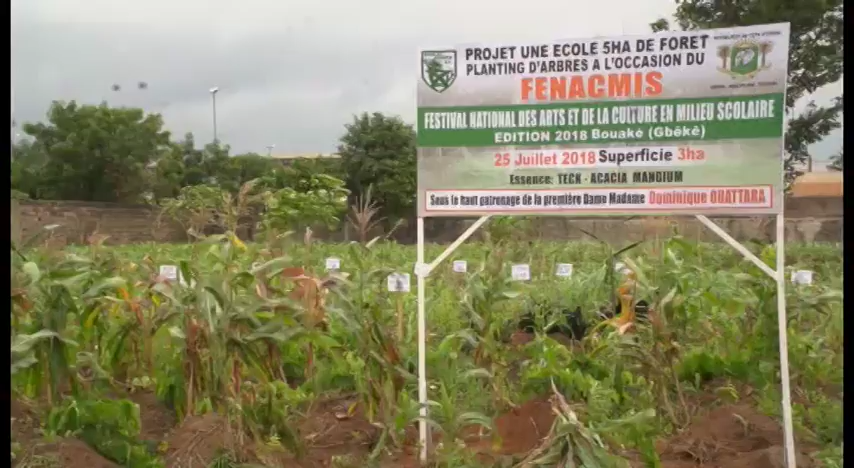 PROJET UNE ECOLE 5HA DE FORET
PLANTING D'ARBRES A L'OCCASION DU
FENACMIS
FESTIVAL NATIONAL DES ARTS ET DE LA CULTURE EN MILIEU SCOLAIRE
EDITION 2018 Bouaké (Gbêkê)
25 Juillet 2018 Superficie 3ha
Essence: TECK - ACACIA MANGIUM
Sous le haut patronage de la première Dame Madame Dominique OUATTARA